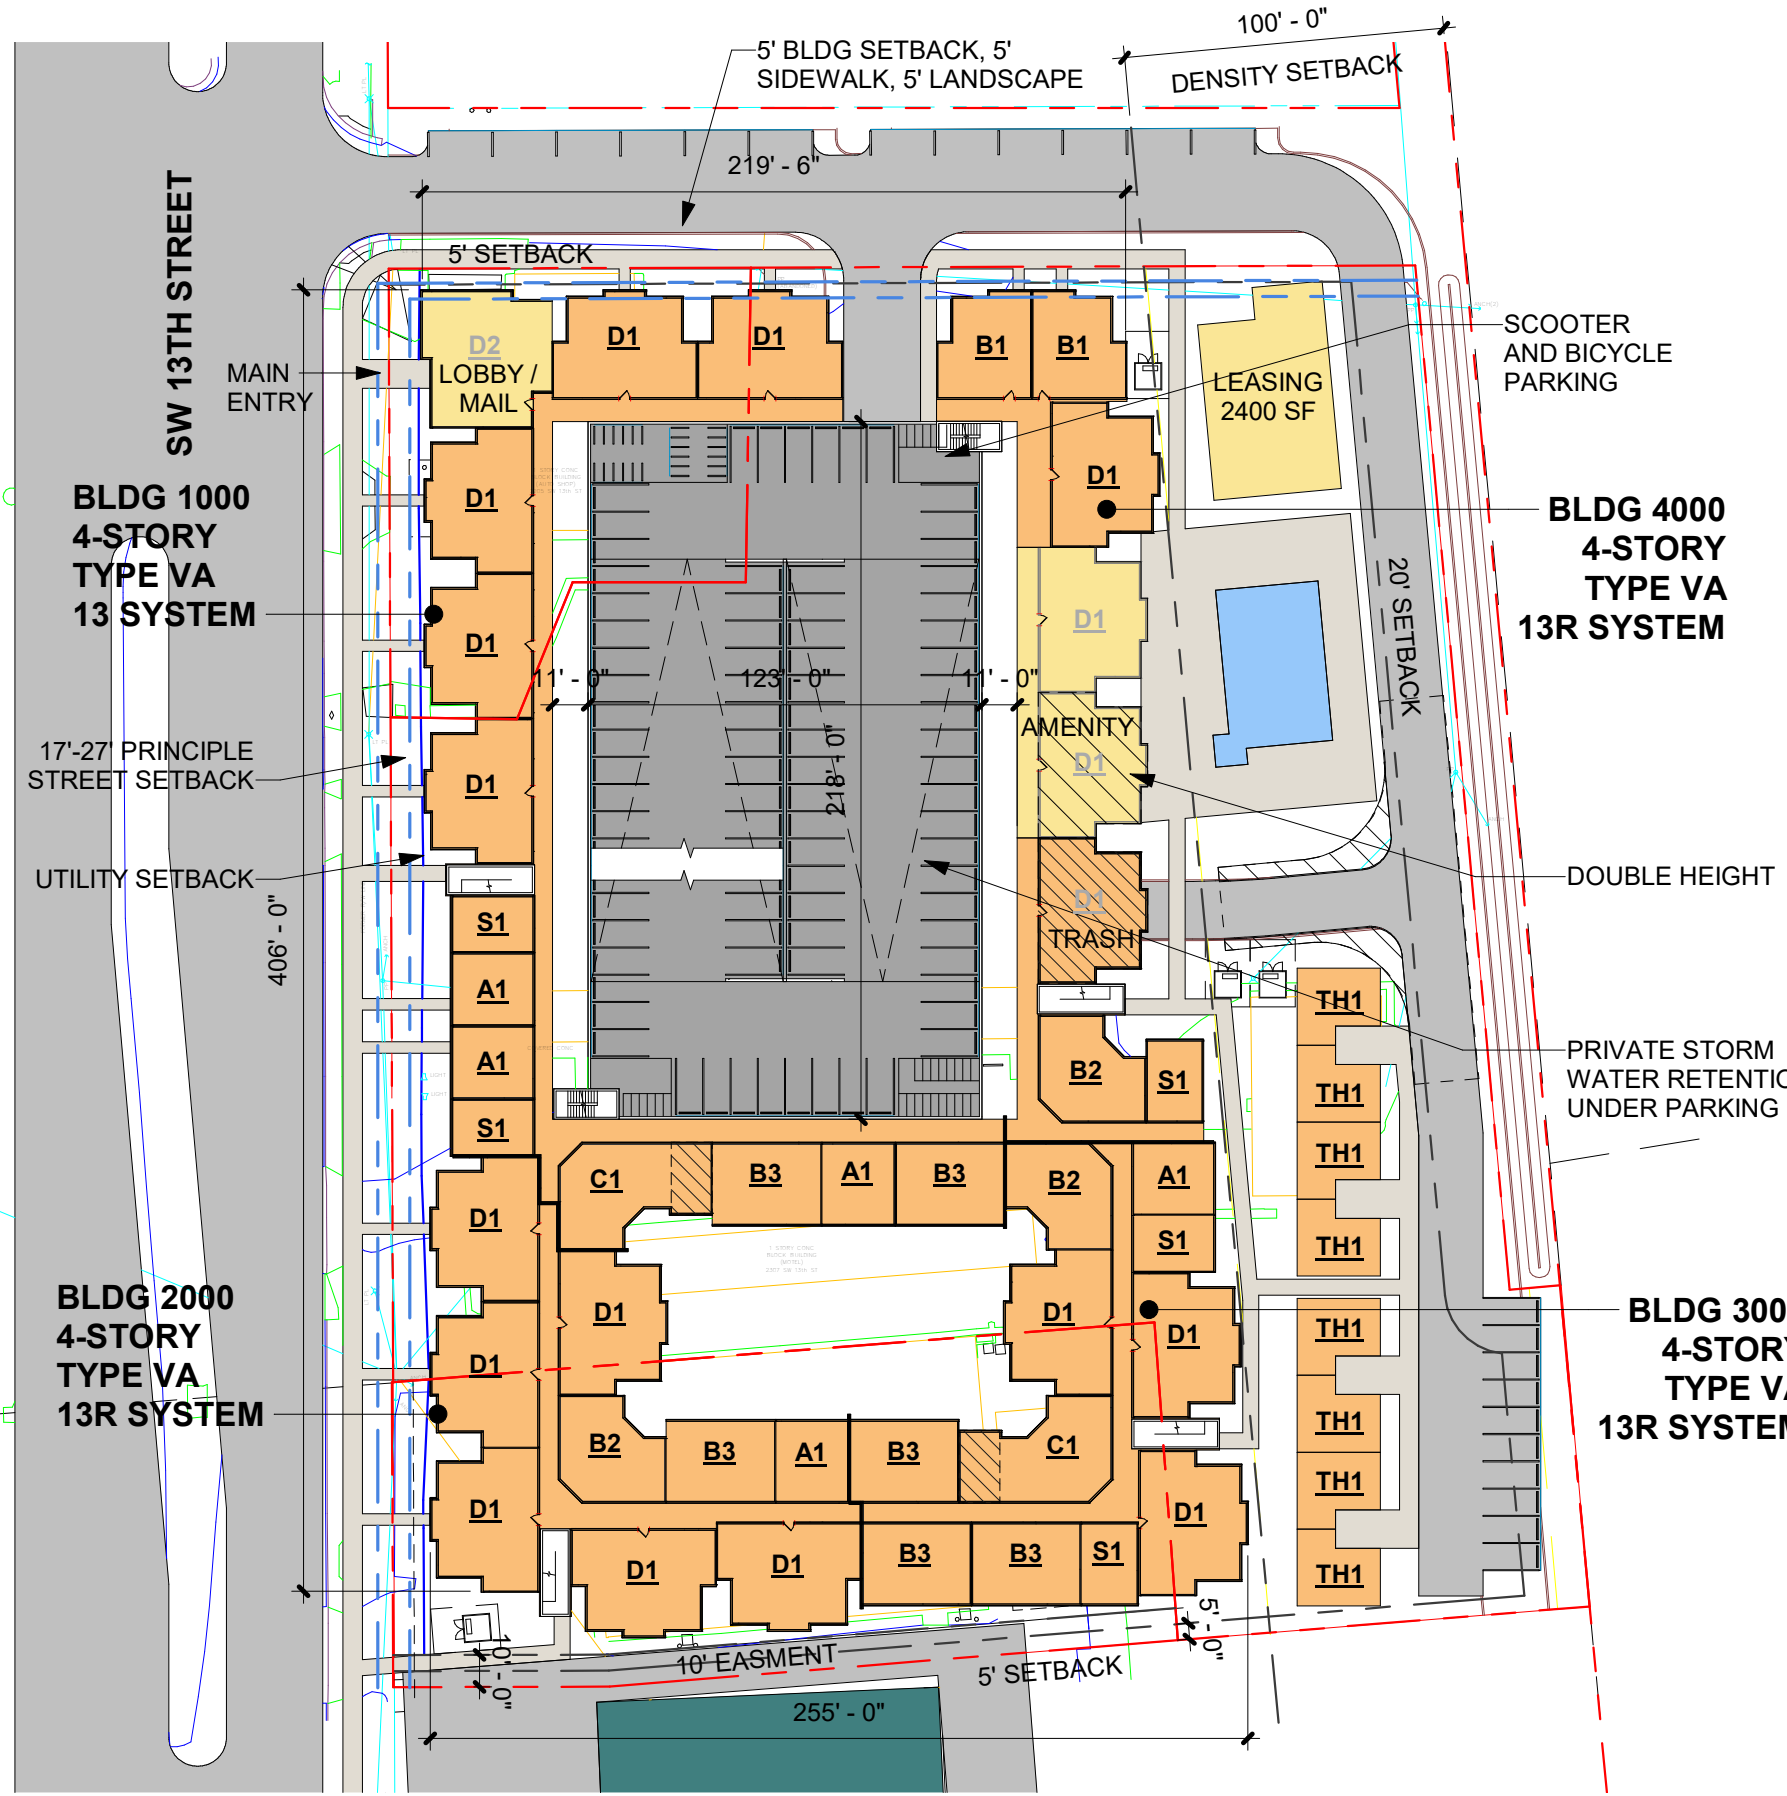 100' - 0"
5' BLDG SETBACK, 5'
SIDEWALK, 5' LANDSCAPE
DENSITY SETBACK
219' - 6"
SW 13TH STREET
5' SETBACK
D2
LOBBY /
MAIL
D1
D1
B1
B1
MAIN
ENTRY
LEASING
2400 SF
SCOOTER
AND BICYCLE
PARKING
D1
D1
BLDG 1000
4-STORY
TYPE VA
13 SYSTEM
BLDG 4000
4-STORY
TYPE VA
13R SYSTEM
20' SETBACK
D1
D1
11' - 0"
123' - 0"
11' - 0"
218' - 0"
AMENITY
D1
D1
17'-27' PRINCIPLE
STREET SETBACK
UTILITY SETBACK
406' - 0"
DOUBLE HEIGHT
D1
TRASH
S1
A1
A1
S1
TH1
TH1
TH1
TH1
B2
S1
PRIVATE STORM
WATER RETENTIO
UNDER PARKING
C1
B3
A1
B3
B2
A1
S1
D1
D1
D1
D1
D1
BLDG 2000
4-STORY
TYPE VA
13R SYSTEM
BLDG 300
4-STORY
TYPE VA
13R SYSTEM
TH1
TH1
TH1
TH1
B2
B3
A1
B3
C1
D1
D1
D1
B3
B3
S1
D1
5' - 0"
10' - 0"
10' EASMENT
5' SETBACK
255' - 0"